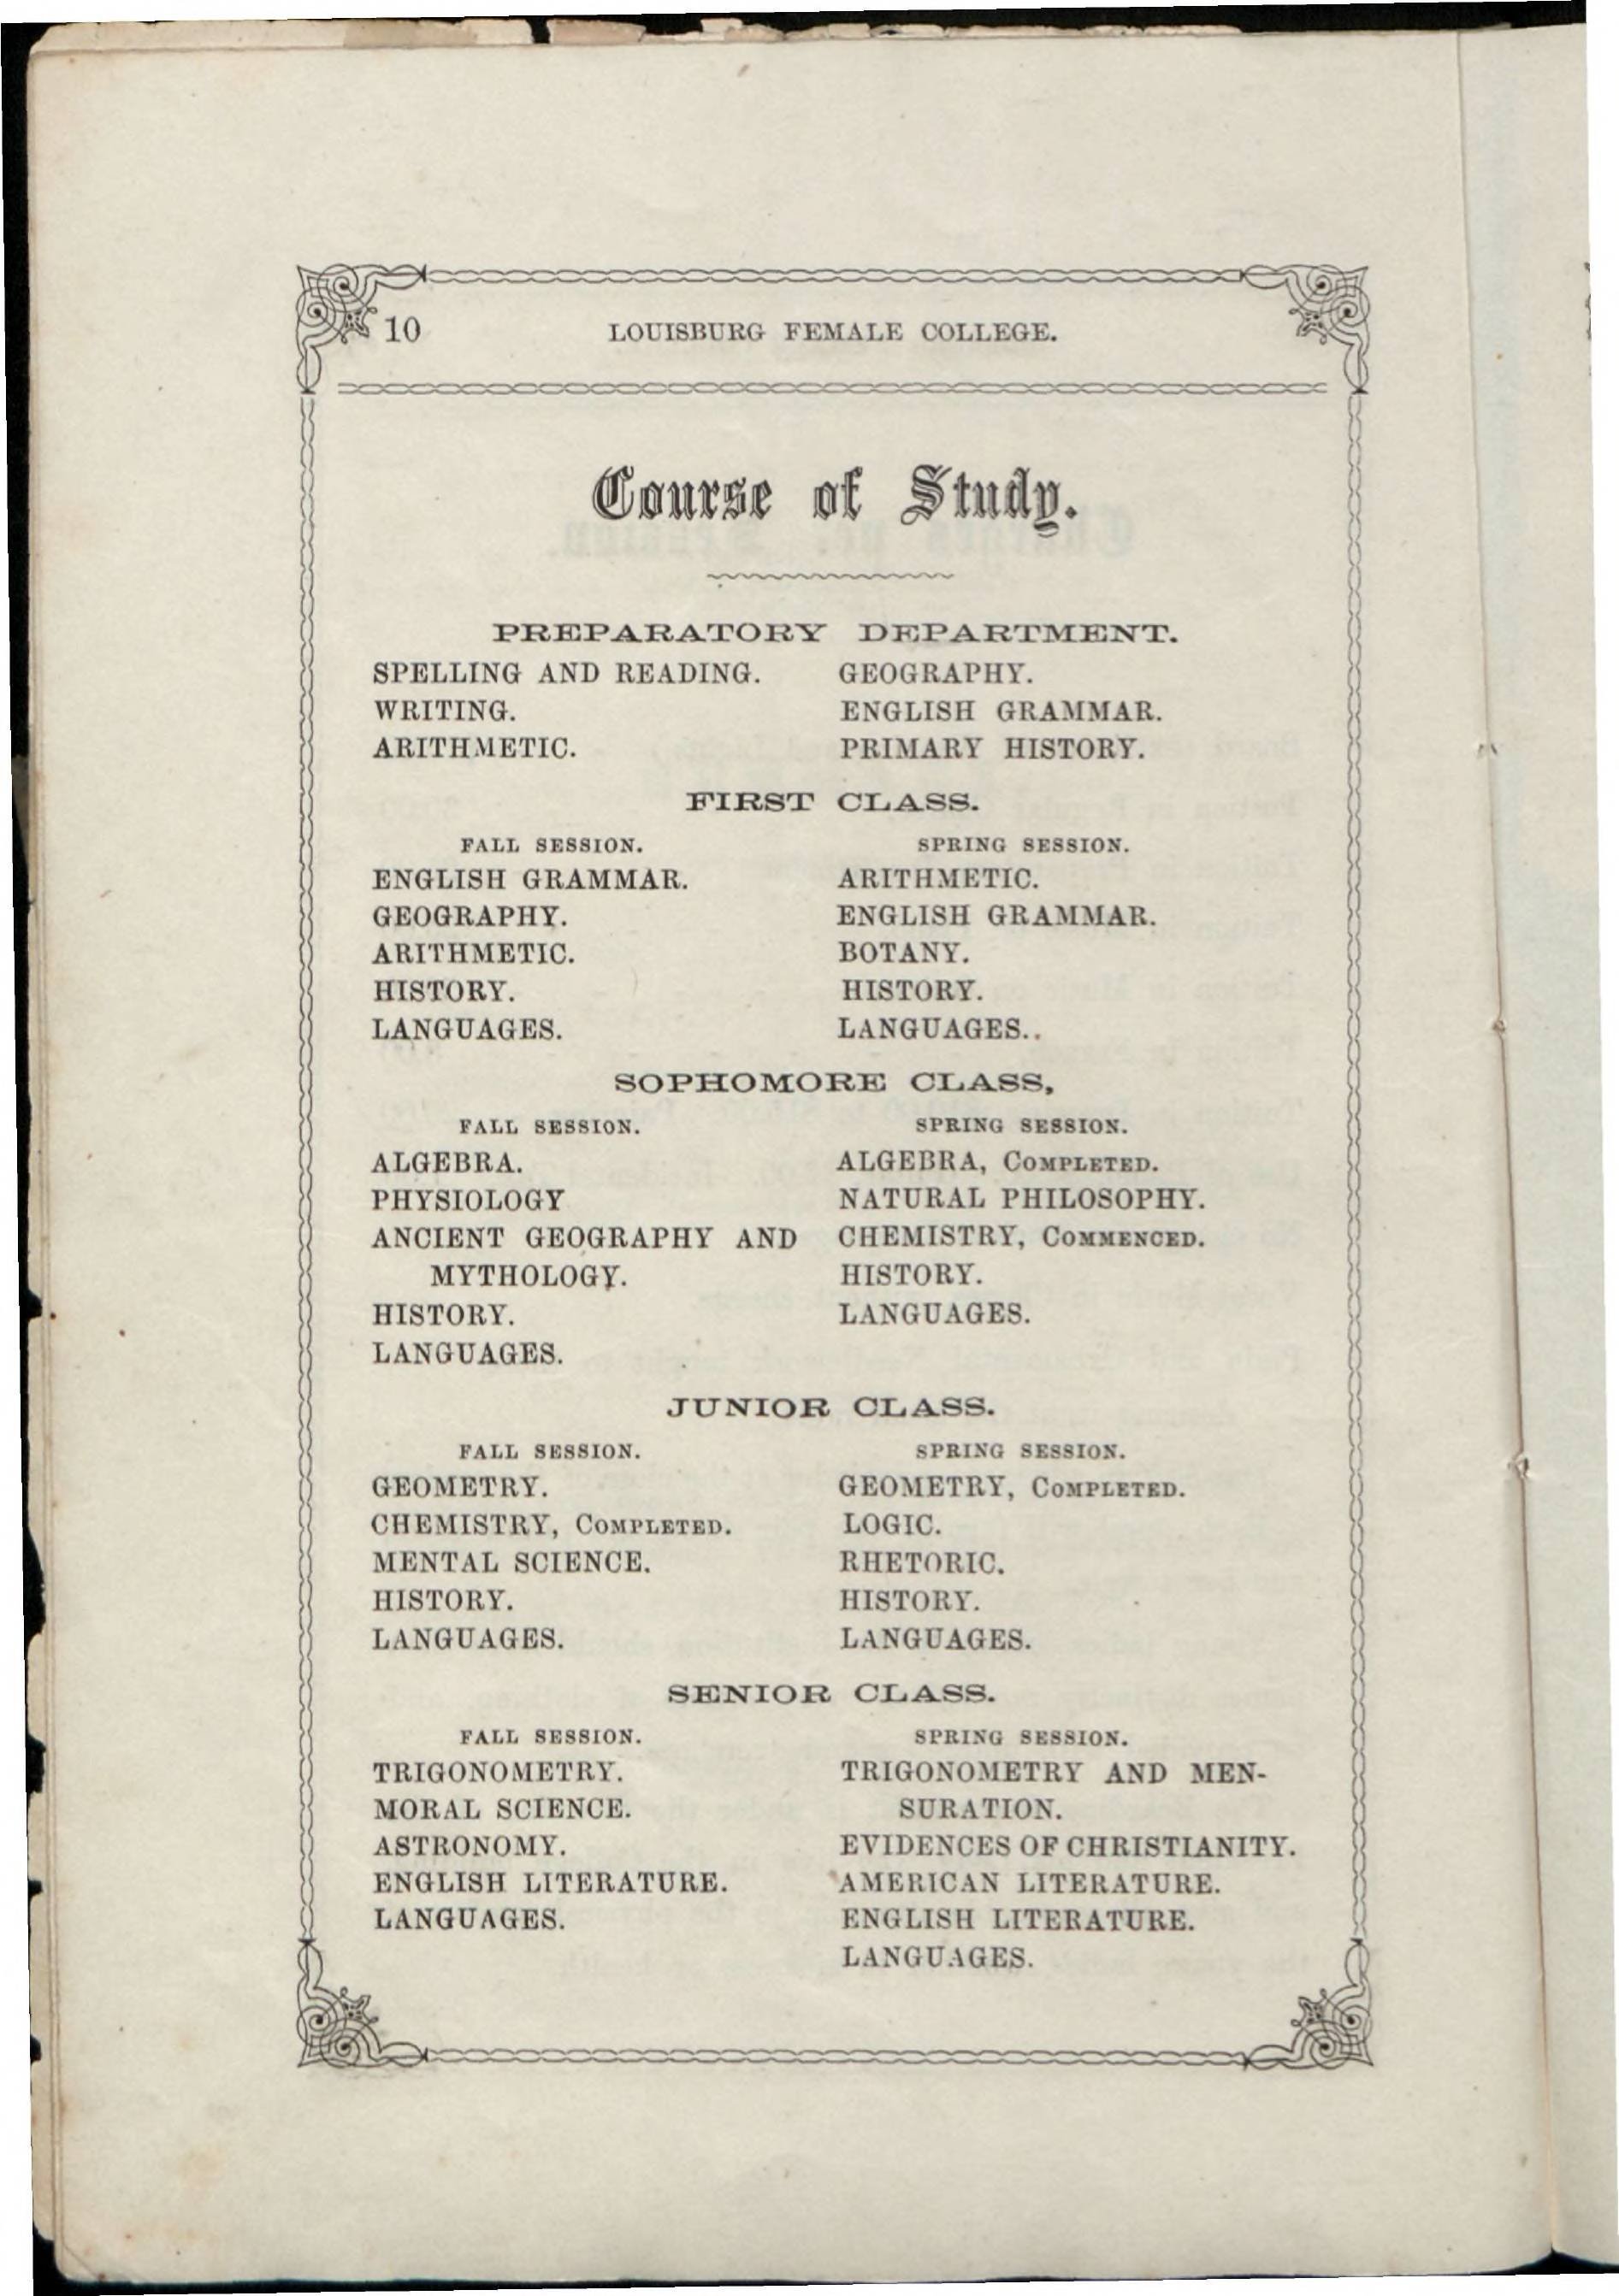 10 LOUISBURG FEMALE COLLEGE.
Course of Study.
PREPARATORY DEPARTMENT.
SPELLING AND READING. GEOGRAPHY.
WRITING. ENGLISH GRAMMAR.
ARITHMETIC. PRIMARY HISTORY.
FIRST CLASS.
FALL SESSION. SPRING SESSION.
ENGLISH GRAMMAR. ARITHMETIC.
GEOGRAPHY. ENGLISH GRAMMAR.
ARITHMETIC. BOTANY.
HISTORY. HISTORY.
LANGUAGES. LANGUAGES..
SOPHOMORE CLASS,
FALL SESSION. SPRING SESSION.
ALGEBRA. ALGEBRA, COMPLETED.
PHYSIOLOGY NATURAL PHILOSOPHY.
ANCIENT GEOGRAPHY AND CHEMISTRY, COMMENCED.
MYTHOLOGY. HISTORY.
HISTORY. LANGUAGES.
LANGUAGES.
JUNIOR CLASS.
FALL SESSION. SPRING SESSION.
GEOMETRY. GEOMETRY, COMPLETED.
CHEMISTRY, COMPLETED. LOGIC.
MENTAL SCIENCE. RHETORIC.
HISTORY. HISTORY.
LANGUAGES. LANGUAGES.
SENIOR CLASS.
FALL SESSION. SPRING SESSION.
TRIGONOMETRY. TRIGONOMETRY AND MEN-
MORAL SCIENCE. SURATION.
ASTRONOMY. EVIDENCES OF CHRISTIANITY.
ENGLISH LITERATURE. AMERICAN LITERATURE.
LANGUAGES. ENGLISH LITERATURE.
LANGUAGES.